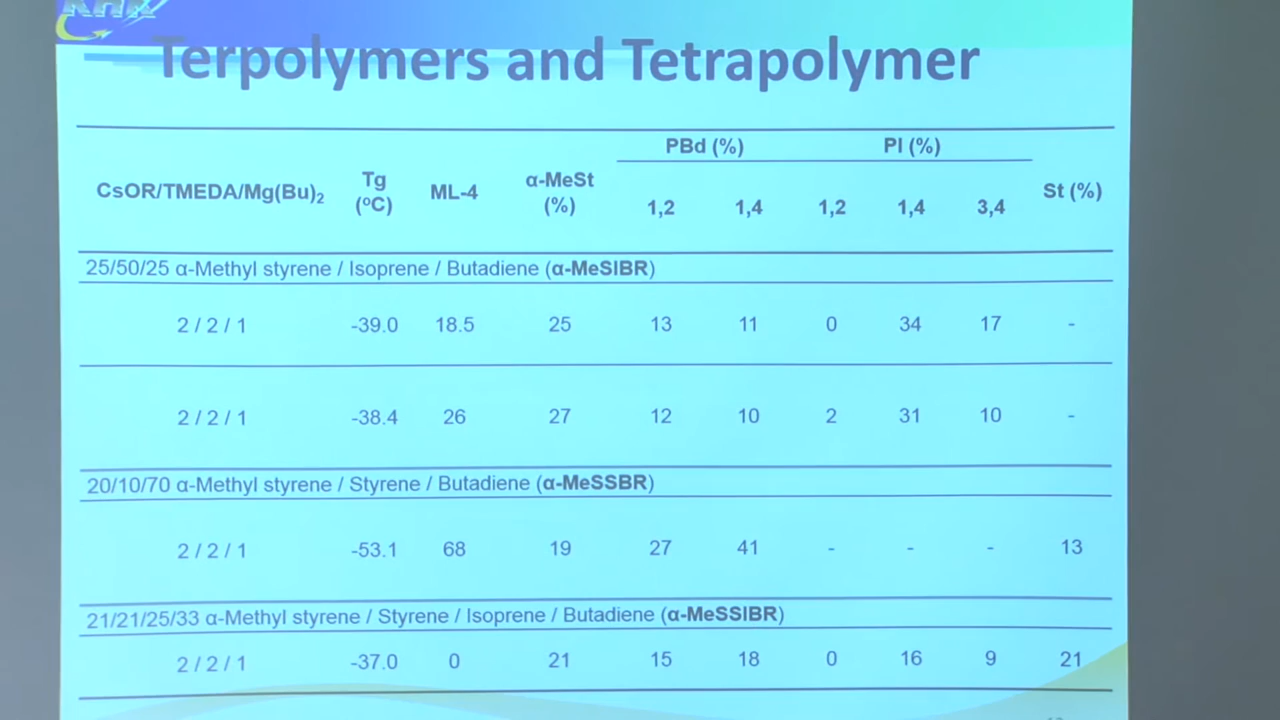 KHK
Terpolymers and Tetrapolymer
PBd (%) PI (%)
CsOR/TMEDA/Mg(Bu)₂ Tg (ºC) ML-4 α-MeSt (%) 1,2 1,4 1,2 1,4 3,4 St (%)
25/50/25 α-Methyl styrene / Isoprene / Butadiene (α-MeSIBR)
2 / 2 / 1 -39.0 18.5 25 13 11 0 34 17 -
2 / 2 / 1 -38.4 26 27 12 10 2 31 10 -
20/10/70 α-Methyl styrene / Styrene / Butadiene (α-MeSSBR)
2 / 2 / 1 -53.1 68 19 27 41 - - - 13
21/21/25/33 α-Methyl styrene / Styrene / Isoprene / Butadiene (α-MeSSIBR)
2 / 2 / 1 -37.0 0 21 15 18 0 16 9 21